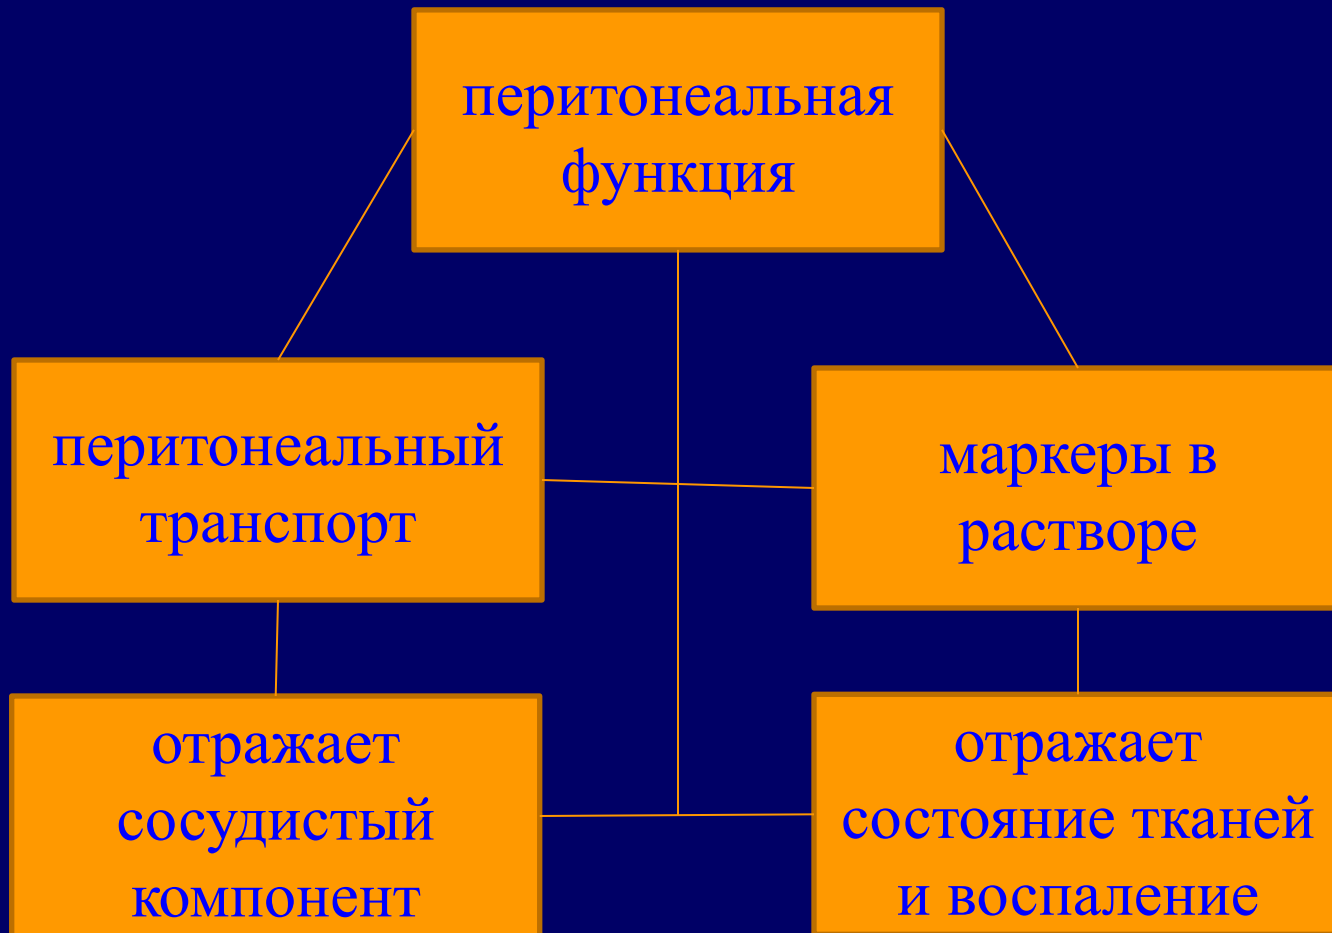 перитонеальная
функция
перитонеальный
транспорт
маркеры в
растворе
отражает
сосудистый
компонент
отражает
состояние тканей
и воспаление